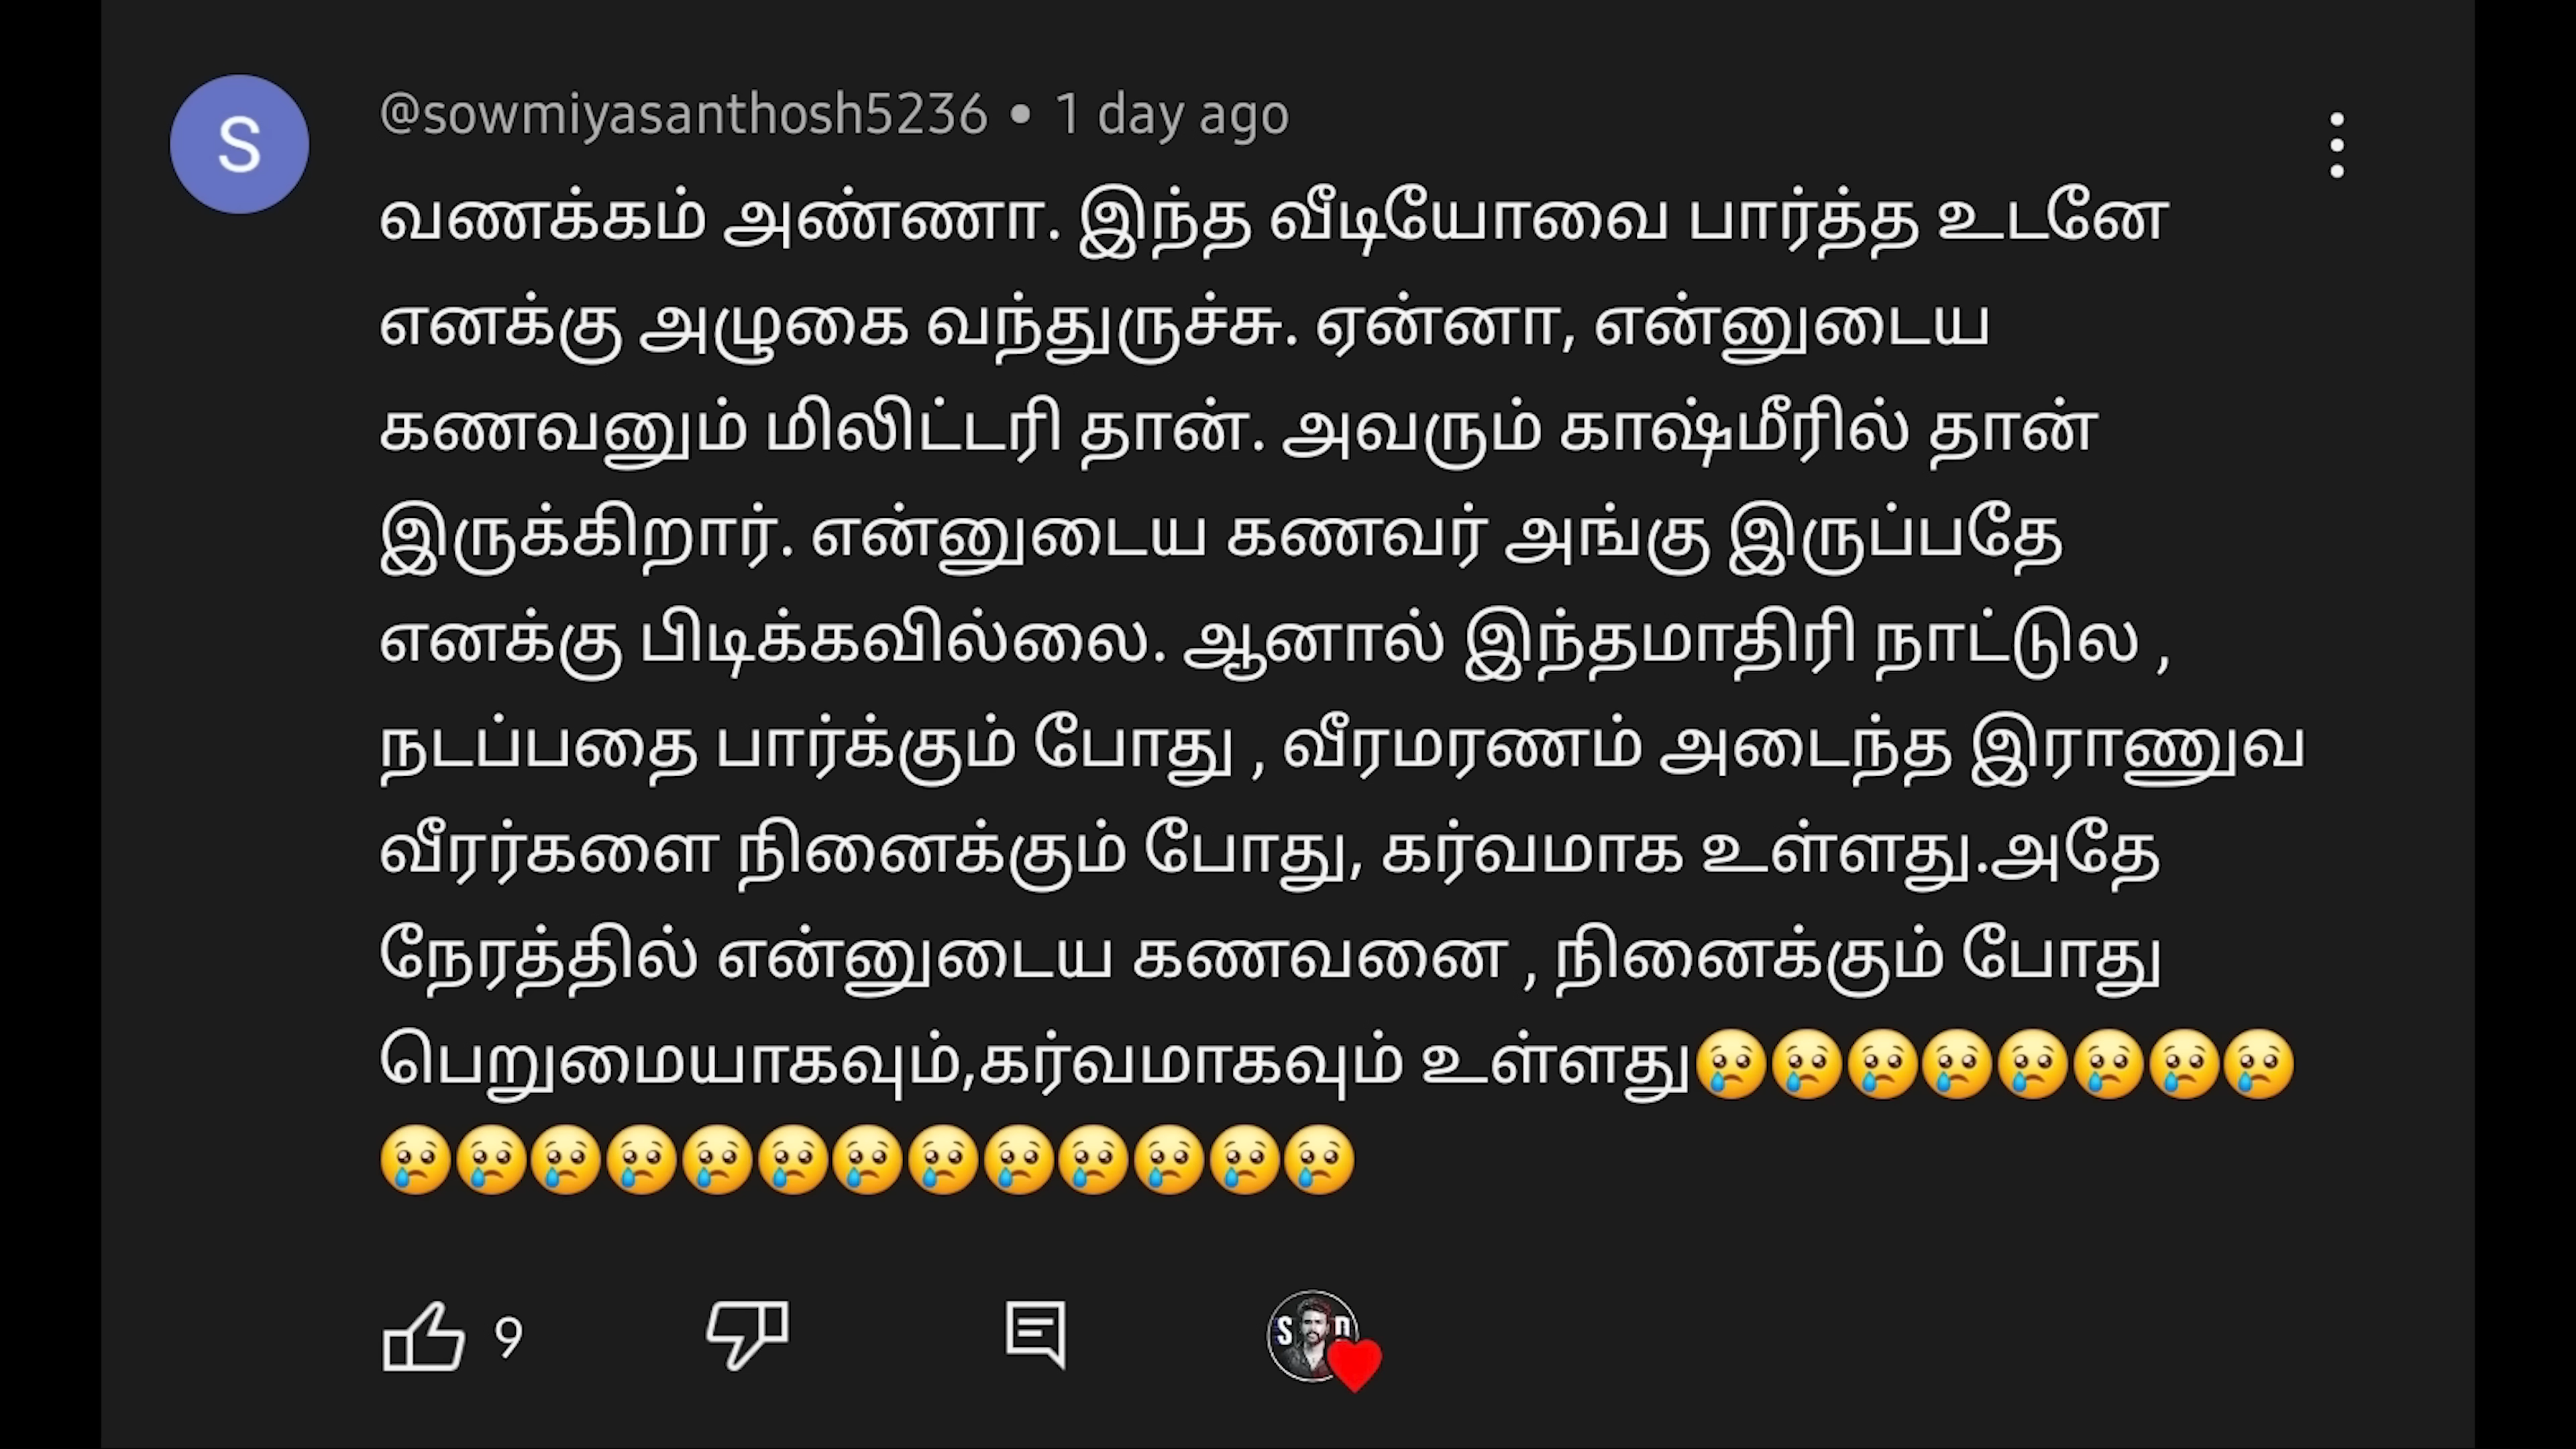 @sowmiyasanthosh5236 • 1 day ago
வணக்கம் அண்ணா. இந்த வீடியோவை பார்த்த உடனே
எனக்கு அழுகை வந்துருச்சு. ஏன்னா, என்னுடைய
கணவனும் மிலிட்டரி தான். அவரும் காஷ்மீரில் தான்
இருக்கிறார். என்னுடைய கணவர் அங்கு இருப்பதே
எனக்கு பிடிக்கவில்லை. ஆனால் இந்தமாதிரி நாட்டுல ,
நடப்பதை பார்க்கும் போது , வீரமரணம் அடைந்த இராணுவ
வீரர்களை நினைக்கும் போது, கர்வமாக உள்ளது.அதே
நேரத்தில் என்னுடைய கணவனை , நினைக்கும் போது
பெறுமையாகவும்,கர்வமாகவும் உள்ளது😢😢😢😢😢😢😢😢
😢😢😢😢😢😢😢😢😢😢😢😢😢
9